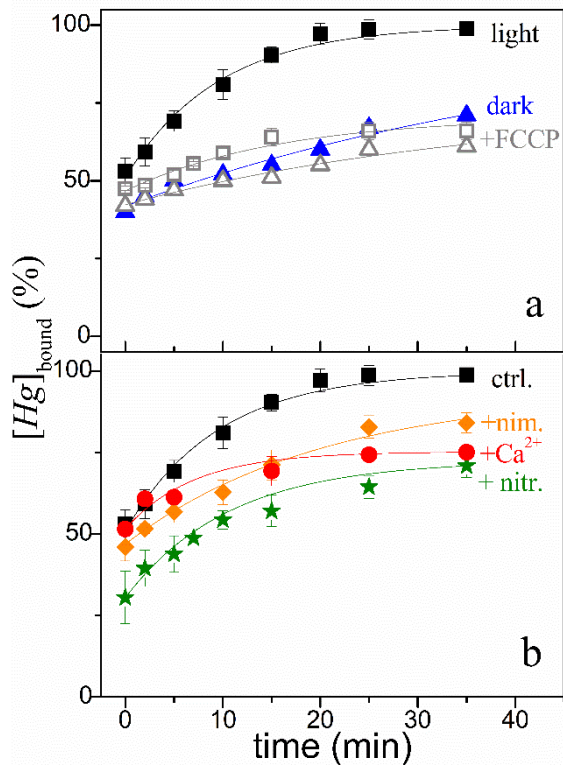 100
50
0
light
dark
+FCCP
a
[Hg]bound (%)
100
50
0
ctrl.
+nim.
+Ca²⁺
+ nitr.
b
0 10 20 30 40
time (min)